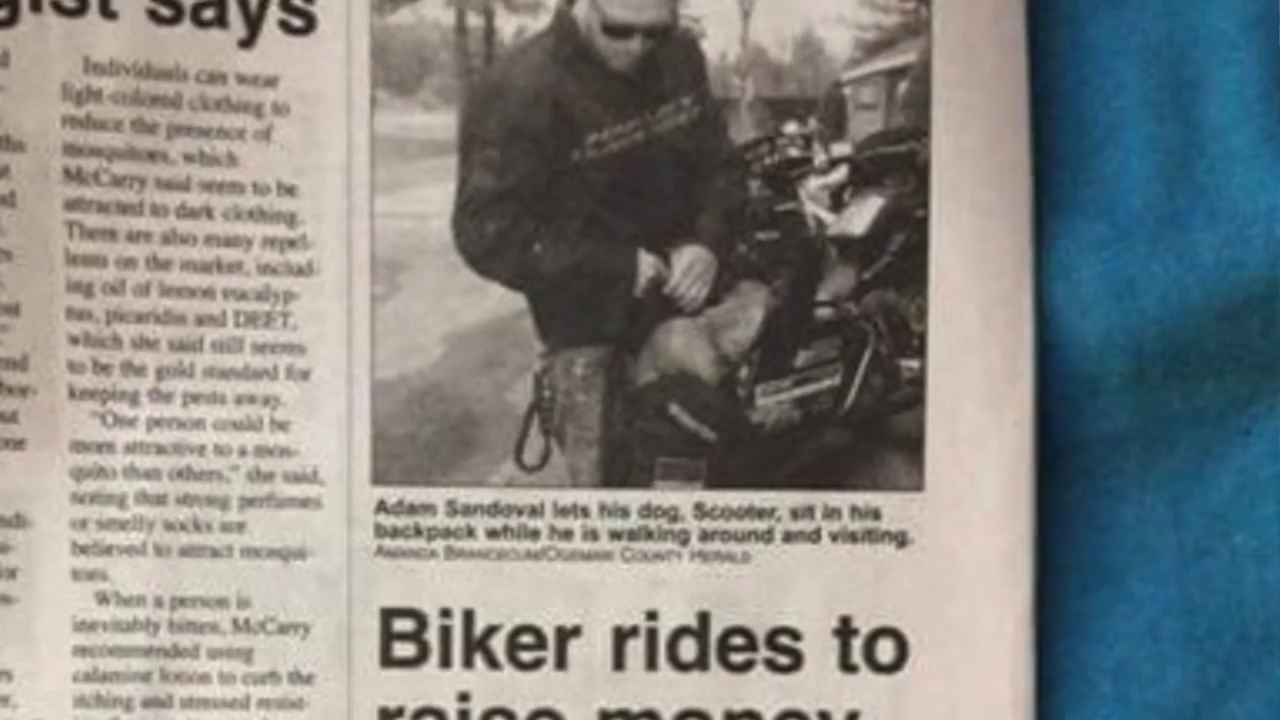 gist says
Individuals can wear
light-colored clothing to
reduce the presence of
mosquitoes, which
McCarry said seem to be
attracted to dark clothing.
There are also many repel-
lents on the market, includ-
ing oil of lemon eucalyp-
tus, picaridin and DEET,
which she said still seems
to be the gold standard for
keeping the pests away.
"One person could be
more attractive to a mos-
quito than others," she said,
noting that strong perfumes
or smelly socks are
believed to attract mosqui-
toes.
When a person is
inevitably bitten, McCarry
recommended using
calamine lotion to curb the
itching and stressed resist-
Adam Sandoval lets his dog, Scooter, sit in his
backpack while he is walking around and visiting.
County Herald
Biker rides to
raise money